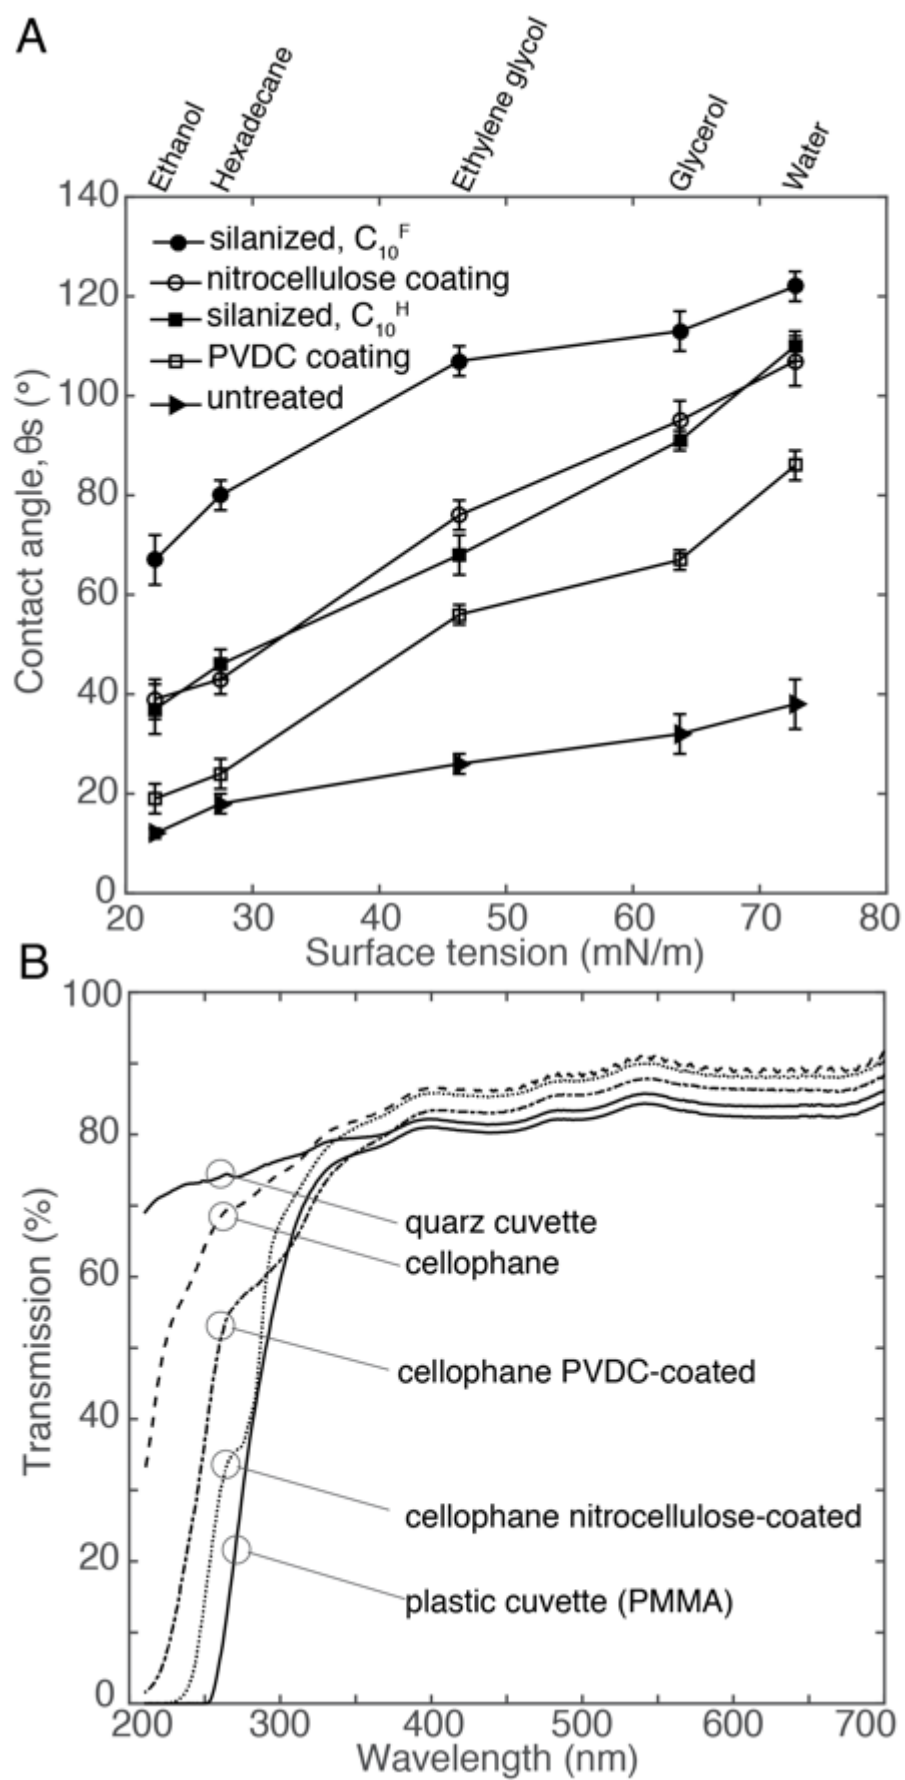 A
Ethanol
Hexadecane
Ethylene glycol
Glycerol
Water
140
120
100
80
60
40
20
0
Contact angle, θs (°)
silanized, C₁₀ᶠ
nitrocellulose coating
silanized, C₁₀ᴴ
PVDC coating
untreated
20 30 40 50 60 70 80
Surface tension (mN/m)
B
100
80
60
40
20
0
Transmission (%)
quarz cuvette
cellophane
cellophane PVDC-coated
cellophane nitrocellulose-coated
plastic cuvette (PMMA)
200 300 400 500 600 700
Wavelength (nm)